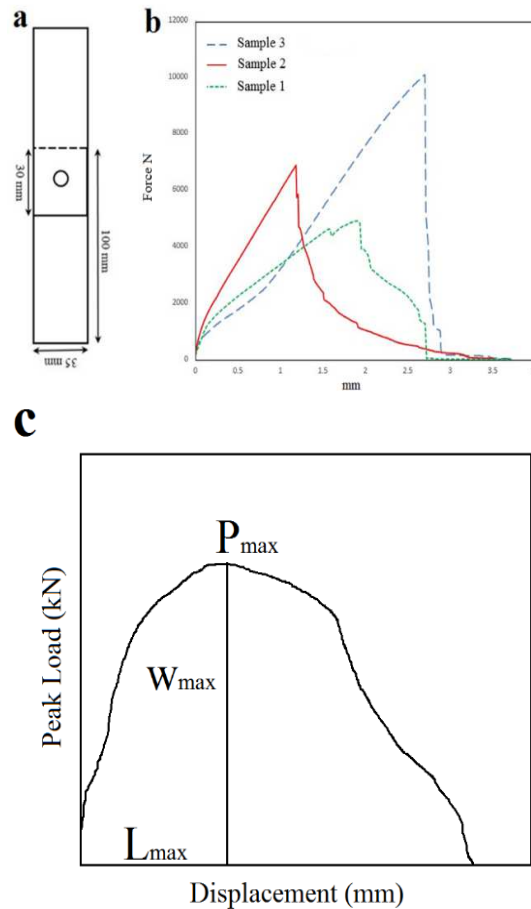 a
30 mm
100 mm
35 mm
b
Sample 3
Sample 2
Sample 1
Force N
12000
10000
8000
6000
4000
2000
0
0 0.5 1 1.5 2 2.5 3 3.5
mm
c
Pmax
Wmax
Lmax
Peak Load (kN)
Displacement (mm)